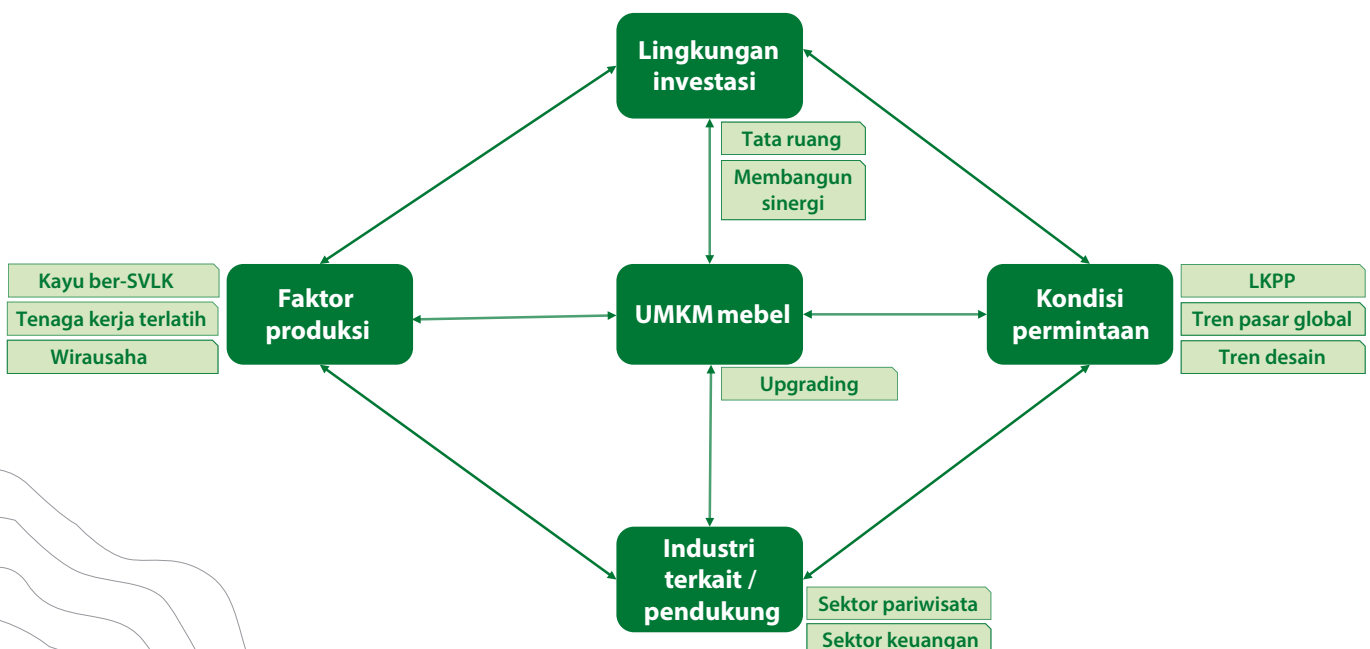 Lingkungan
investasi
Tata ruang
Membangun
sinergi
Kayu ber-SVLK
Tenaga kerja terlatih
Wirausaha
Faktor
produksi
UMKM mebel
Kondisi
permintaan
LKPP
Tren pasar global
Tren desain
Upgrading
Industri
terkait /
pendukung
Sektor pariwisata
Sektor keuangan